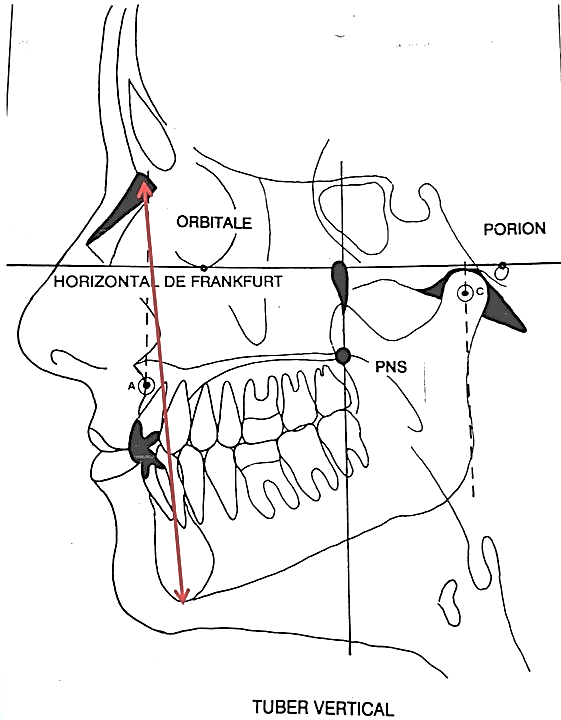 ORBITALE
PORION
HORIZONTAL DE FRANKFURT
C
PNS
A
TUBER VERTICAL